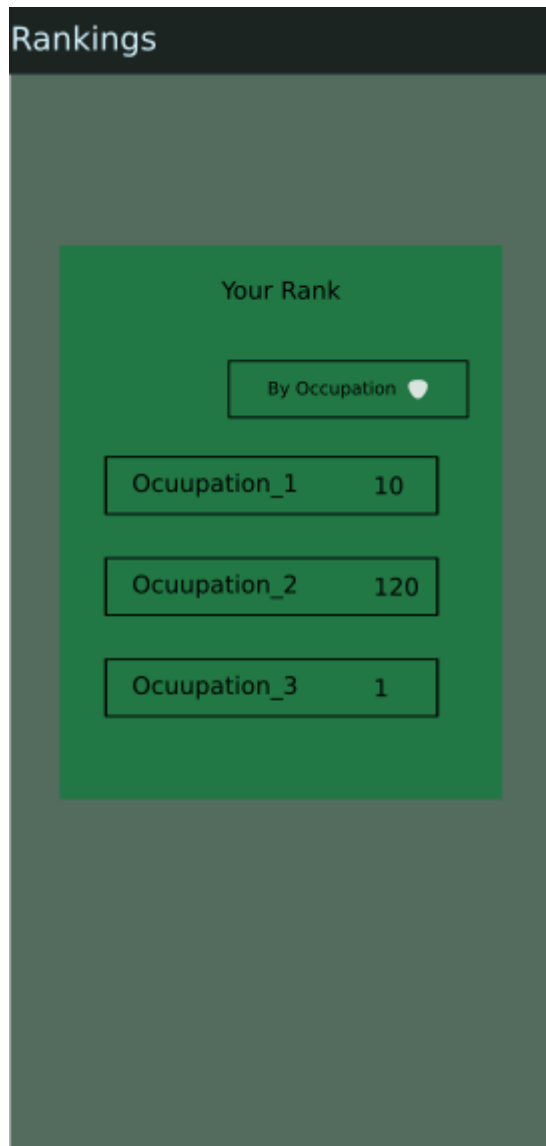 Rankings
Your Rank
By Occupation
Ocuupation_1 10
Ocuupation_2 120
Ocuupation_3 1